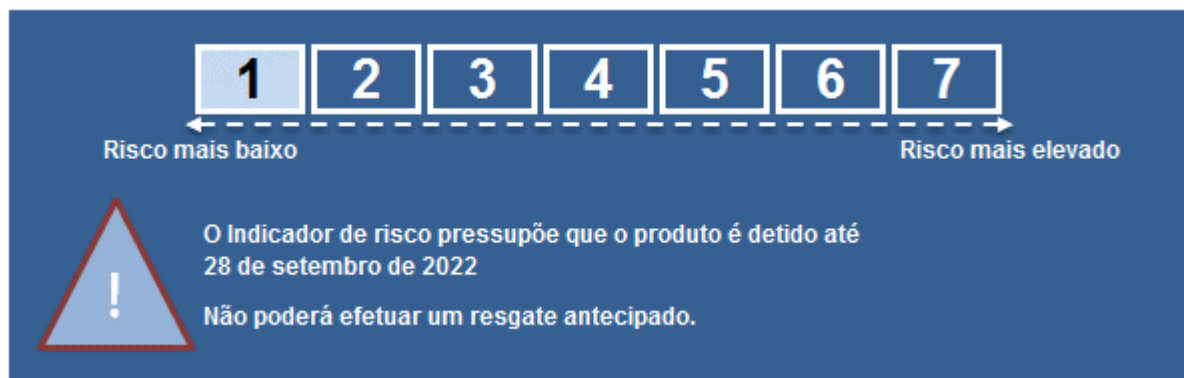 1 2 3 4 5 6 7
Risco mais baixo Risco mais elevado
O Indicador de risco pressupõe que o produto é detido até
28 de setembro de 2022
! Não poderá efetuar um resgate antecipado.